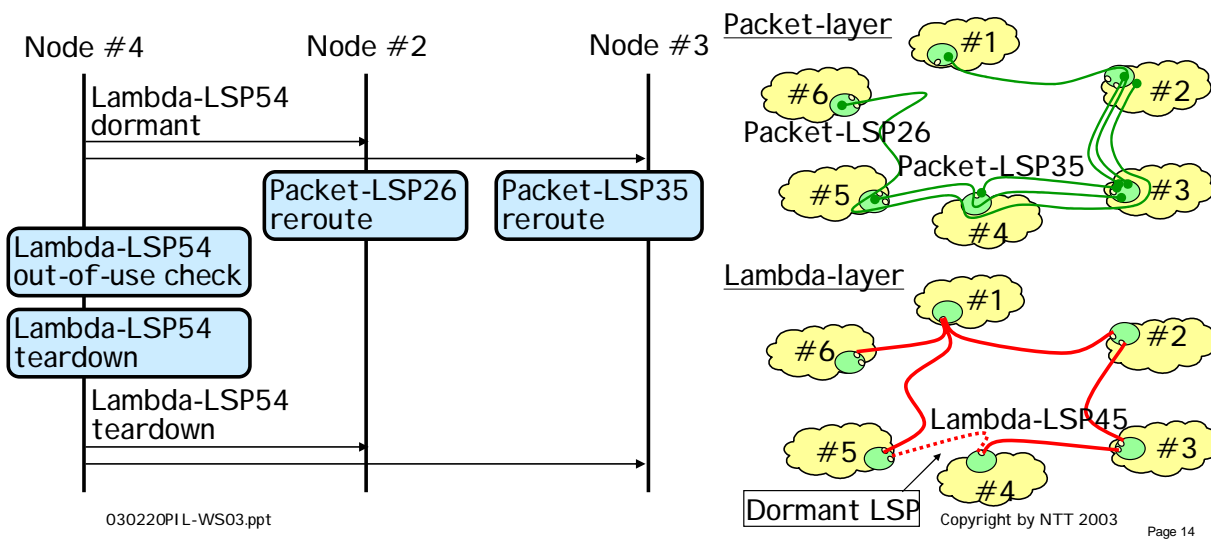 Node #4
Node #2
Node #3
Lambda-LSP54
dormant
Packet-LSP26
reroute
Packet-LSP35
reroute
Lambda-LSP54
out-of-use check
Lambda-LSP54
teardown
Lambda-LSP54
teardown
030220PIL-WS03.ppt
Packet-layer
#1
#2
#6
Packet-LSP26
Packet-LSP35
#5
#3
#4
Lambda-layer
#1
#2
#6
Lambda-LSP45
#5
#3
#4
Dormant LSP
Copyright by NTT 2003
Page 14